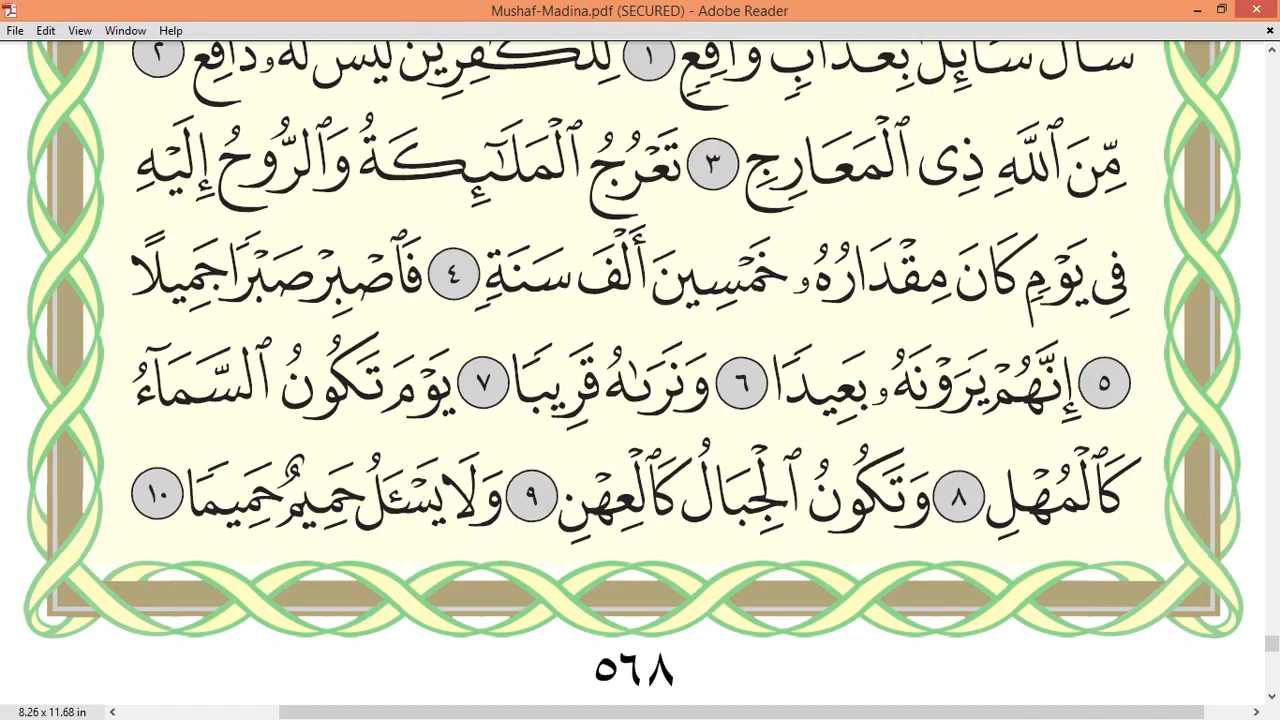 Mushaf-Madina.pdf (SECURED) - Adobe Reader
File Edit View Window Help
سَأَلَ سَآئِلٌۢ بِعَذَابٍ وَاقِعٍ ١ لِّلْكَٰفِرِينَ لَيْسَ لَهُۥ دَافِعٌ ٢
مِّنَ ٱللَّهِ ذِى ٱلْمَعَارِجِ ٣ تَعْرُجُ ٱلْمَلَٰٓئِكَةُ وَٱلرُّوحُ إِلَيْهِ
فِى يَوْمٍ كَانَ مِقْدَارُهُۥ خَمْسِينَ أَلْفَ سَنَةٍ ٤ فَٱصْبِرْ صَبْرًا جَمِيلًا
٥ إِنَّهُمْ يَرَوْنَهُۥ بَعِيدًا ٦ وَنَرَىٰهُ قَرِيبًا ٧ يَوْمَ تَكُونُ ٱلسَّمَآءُ
كَٱلْمُهْلِ ٨ وَتَكُونُ ٱلْجِبَالُ كَٱلْعِهْنِ ٩ وَلَا يَسْـَٔلُ حَمِيمٌ حَمِيمًا ١٠
٥٦٨
8.26 x 11.68 in